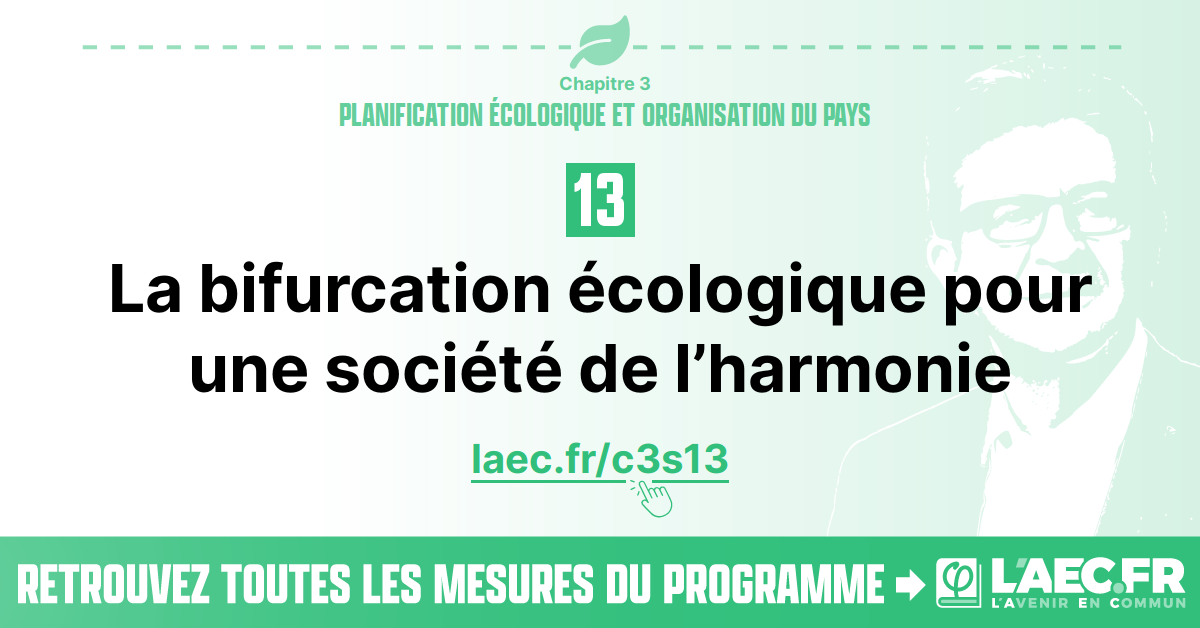 Chapitre 3
PLANIFICATION ÉCOLOGIQUE ET ORGANISATION DU PAYS
13
La bifurcation écologique pour
une société de l’harmonie
laec.fr/c3s13
RETROUVEZ TOUTES LES MESURES DU PROGRAMME
φ L'AEC.FR
L'AVENIR EN COMMUN